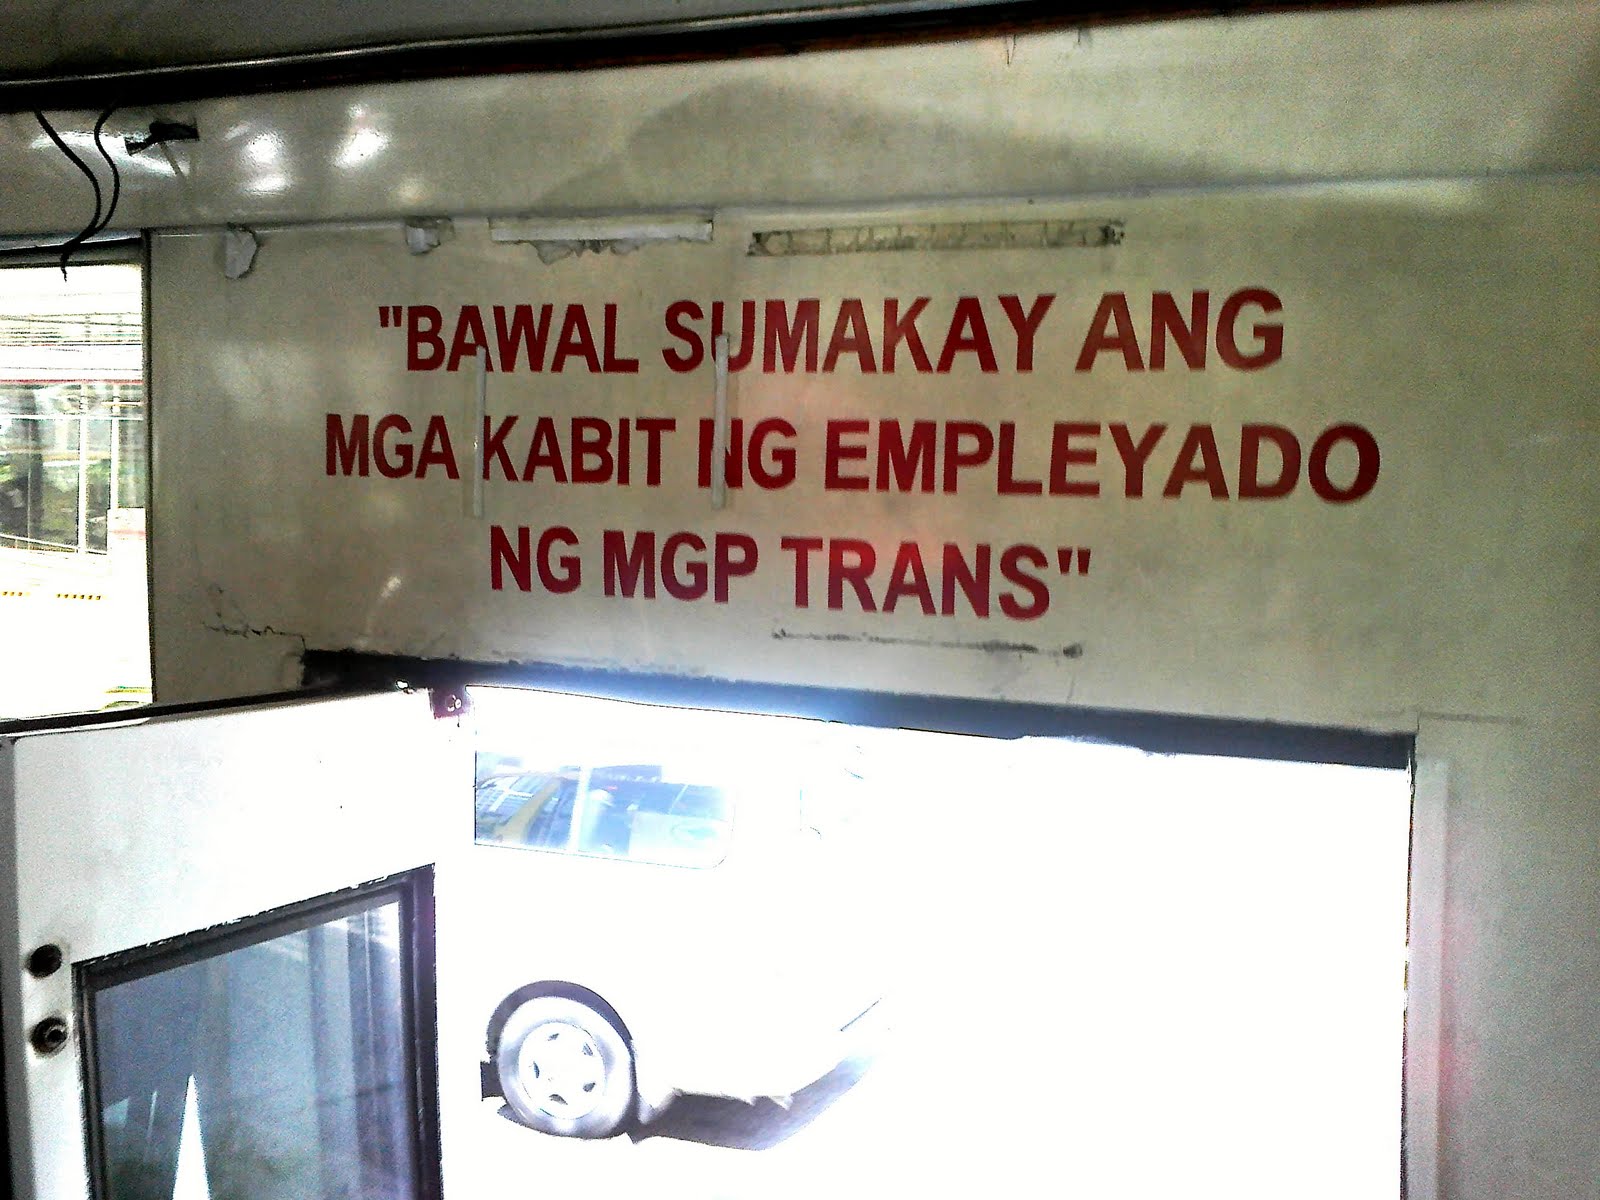 "BAWAL SUMAKAY ANG
MGA KABIT NG EMPLEYADO
NG MGP TRANS"